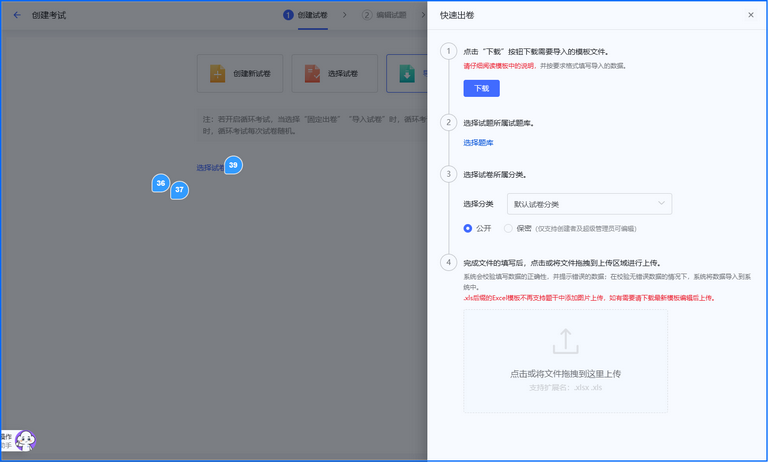 创建考试
1 创建试卷
2 编辑试题
创建新试卷
选择试卷
注：若开启循环考试，当选择“固定出卷”“导入试卷”时，循环考
时，循环考试每次试卷随机。
选择试卷
39
36
37
操作
助手
快速出卷
1
点击“下载”按钮下载需要导入的模板文件。
请仔细阅读模板中的说明，并按要求格式填写导入的数据。
下载
2
选择试题所属试题库。
选择题库
3
选择试卷所属分类。
选择分类
默认试卷分类
公开
保密 (仅支持创建者及超级管理员可编辑)
4
完成文件的填写后，点击或将文件拖拽到上传区域进行上传。
系统会校验填写数据的正确性，并提示错误的数据；在校验无错误数据的情况下，系统将数据导入到系
统中。
.xls后缀的Excel模板不再支持题干中添加图片上传，如有需要请下载最新模板编辑后上传。
点击或将文件拖拽到这里上传
支持扩展名：.xlsx .xls